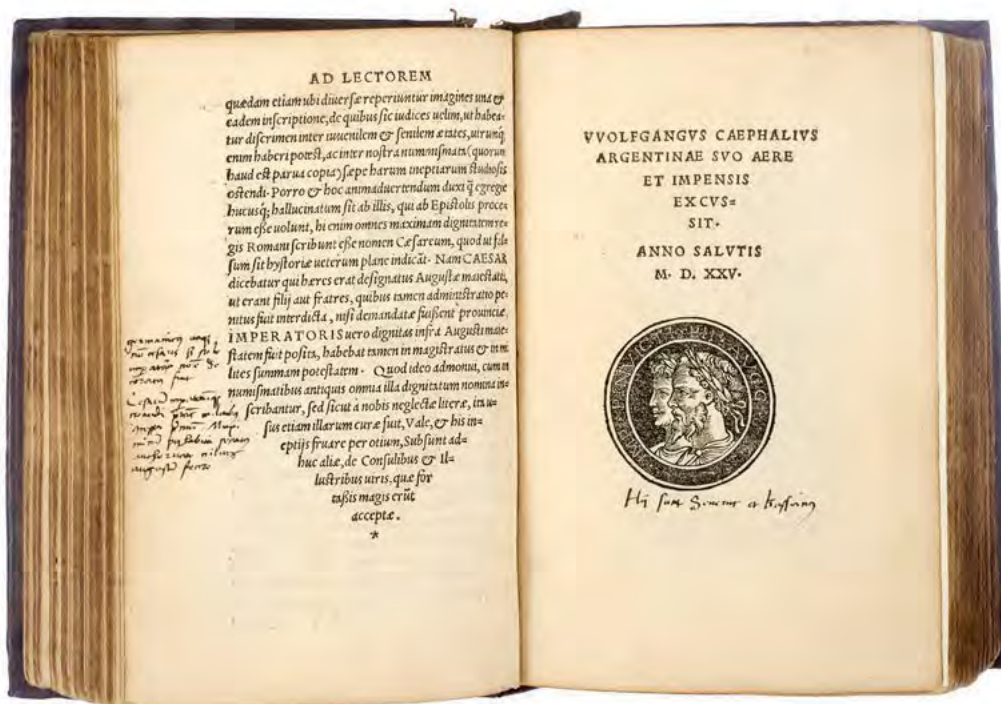 AD LECTOREM
quædam etiam ubi diuersæ reperiuntur imagines una &
eadem inscriptione, de quibus sic iudices uelim, ut habea-
tur discrimen inter iuuenilem & senilem ætates, utrunq;
enim haberi potest, ac inter nostra nummismata (quorum
haud est parua copia) sæpe harum ineptiarum studiosis
ostendi. Porro & hoc animaduertendum duxi q̃ egregie
hucusq; hallucinatum sit ab illis, qui ab Epistolis proce-
rum esse uolunt, hi enim omnes maximam dignitatem re-
gis Romani scribunt esse nomen Cæsareum, quod ut fal-
sum sit hystoriæ ueterum plane indicãt. Nam CAESAR
dicebatur qui hæres erat designatus Augustæ maiestati,
ut erant filij aut fratres, quibus tamen administratio pe-
nitus fuit interdicta, nisi demandatæ fuissent prouinciæ,
IMPERATORIS uero dignitas infra Augusti maie-
statem fuit posita, habebat tamen in magistratus & in mi
lites summam potestatem. Quod ideo admonui, cum in
numismatibus antiquis omnia illa dignitatum nomina in-
scribantur, sed sicut à nobis neglectæ literæ, ita u-
sus etiam illarum curæ fuit, Vale, & his in-
eptijs fruare per otium, Subsunt ad-
huc aliæ, de Consulibus & Il-
lustribus uiris, quæ for
tassis magis erũt
acceptæ.
*
VVOLFGANGVS CAEPHALIVS
ARGENTINAE SVO AERE
ET IMPENSIS
EXCVS=
SIT.
ANNO SALVTIS
M. D. XXV.
Hij sunt